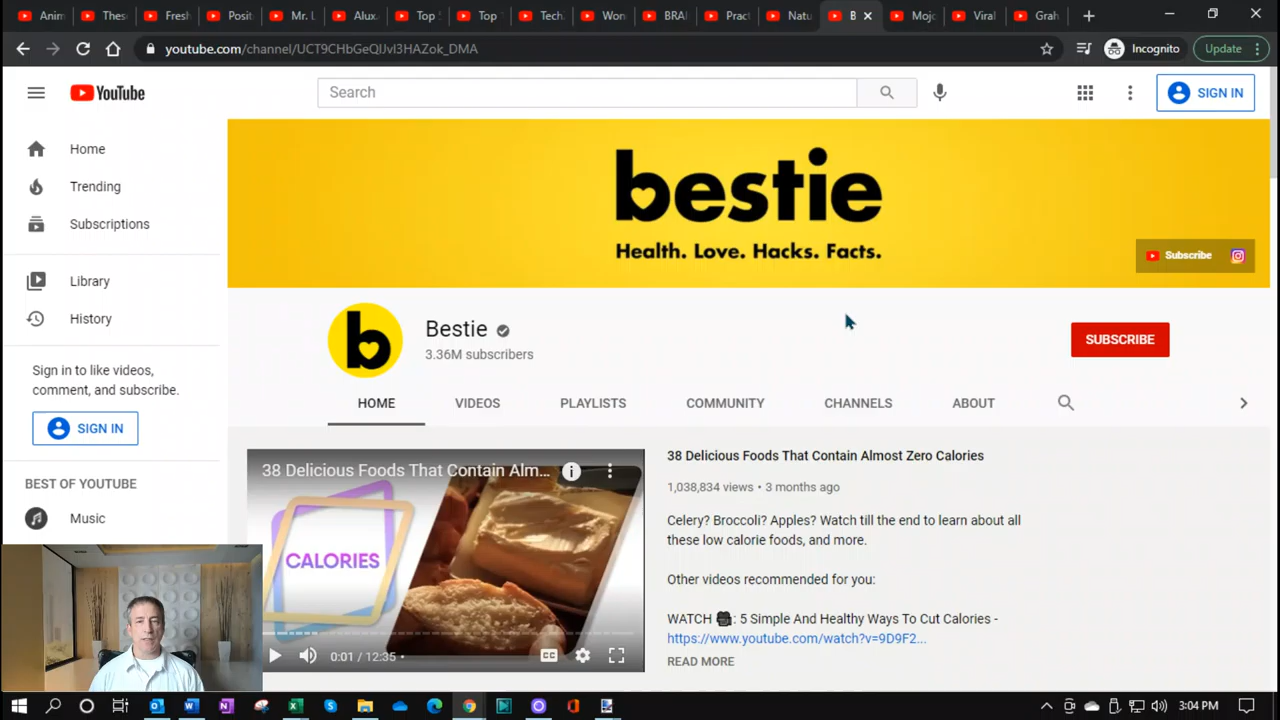 Anim
These
Fresh
Posit
Mr. L
Alux.
Top S
Top
Tech
Won
BRAI
Pract
Natu
B
Mojo
Viral
Grah
youtube.com/channel/UCT9CHbGeQIJvI3HAZok_DMA
Incognito
Update
YouTube
Search
SIGN IN
Home
Trending
Subscriptions
Library
History
Sign in to like videos,
comment, and subscribe.
SIGN IN
BEST OF YOUTUBE
Music
bestie
Health. Love. Hacks. Facts.
Subscribe
Bestie
3.36M subscribers
SUBSCRIBE
HOME
VIDEOS
PLAYLISTS
COMMUNITY
CHANNELS
ABOUT
38 Delicious Foods That Contain Alm...
CALORIES
0:01 / 12:35 •
CC
38 Delicious Foods That Contain Almost Zero Calories
1,038,834 views • 3 months ago
Celery? Broccoli? Apples? Watch till the end to learn about all
these low calorie foods, and more.
Other videos recommended for you:
WATCH 🎥: 5 Simple And Healthy Ways To Cut Calories -
https://www.youtube.com/watch?v=9D9F2...
READ MORE
3:04 PM